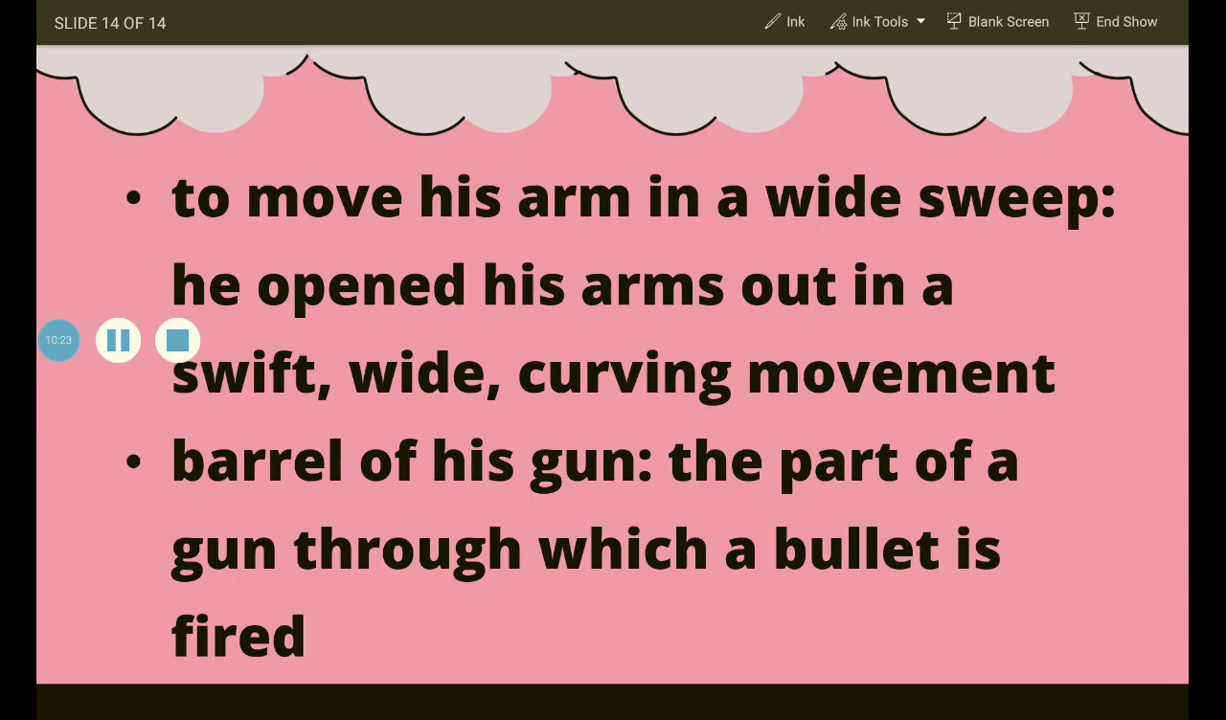 SLIDE 14 OF 14
Ink
Ink Tools
Blank Screen
End Show
• to move his arm in a wide sweep:
he opened his arms out in a
10:23
swift, wide, curving movement
• barrel of his gun: the part of a
gun through which a bullet is
fired